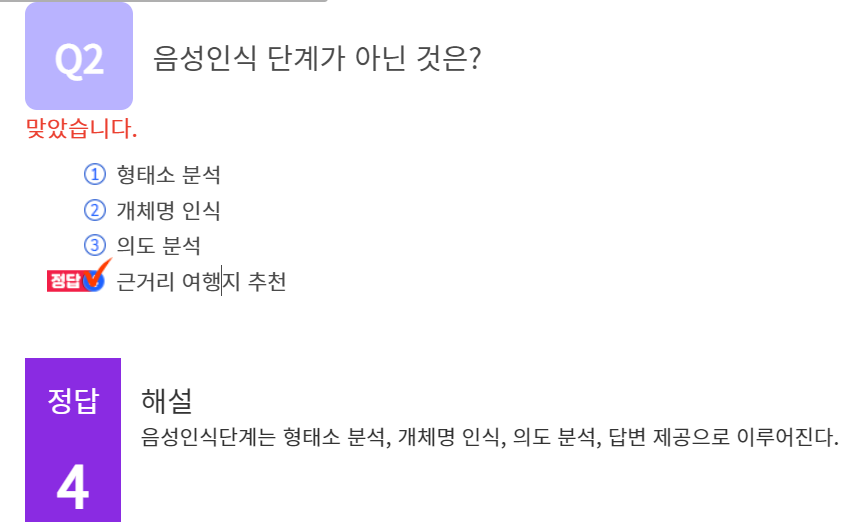 Q2
음성인식 단계가 아닌 것은?
맞았습니다.
① 형태소 분석
② 개체명 인식
③ 의도 분석
정답 근거리 여행지 추천
정답
4
해설
음성인식단계는 형태소 분석, 개체명 인식, 의도 분석, 답변 제공으로 이루어진다.